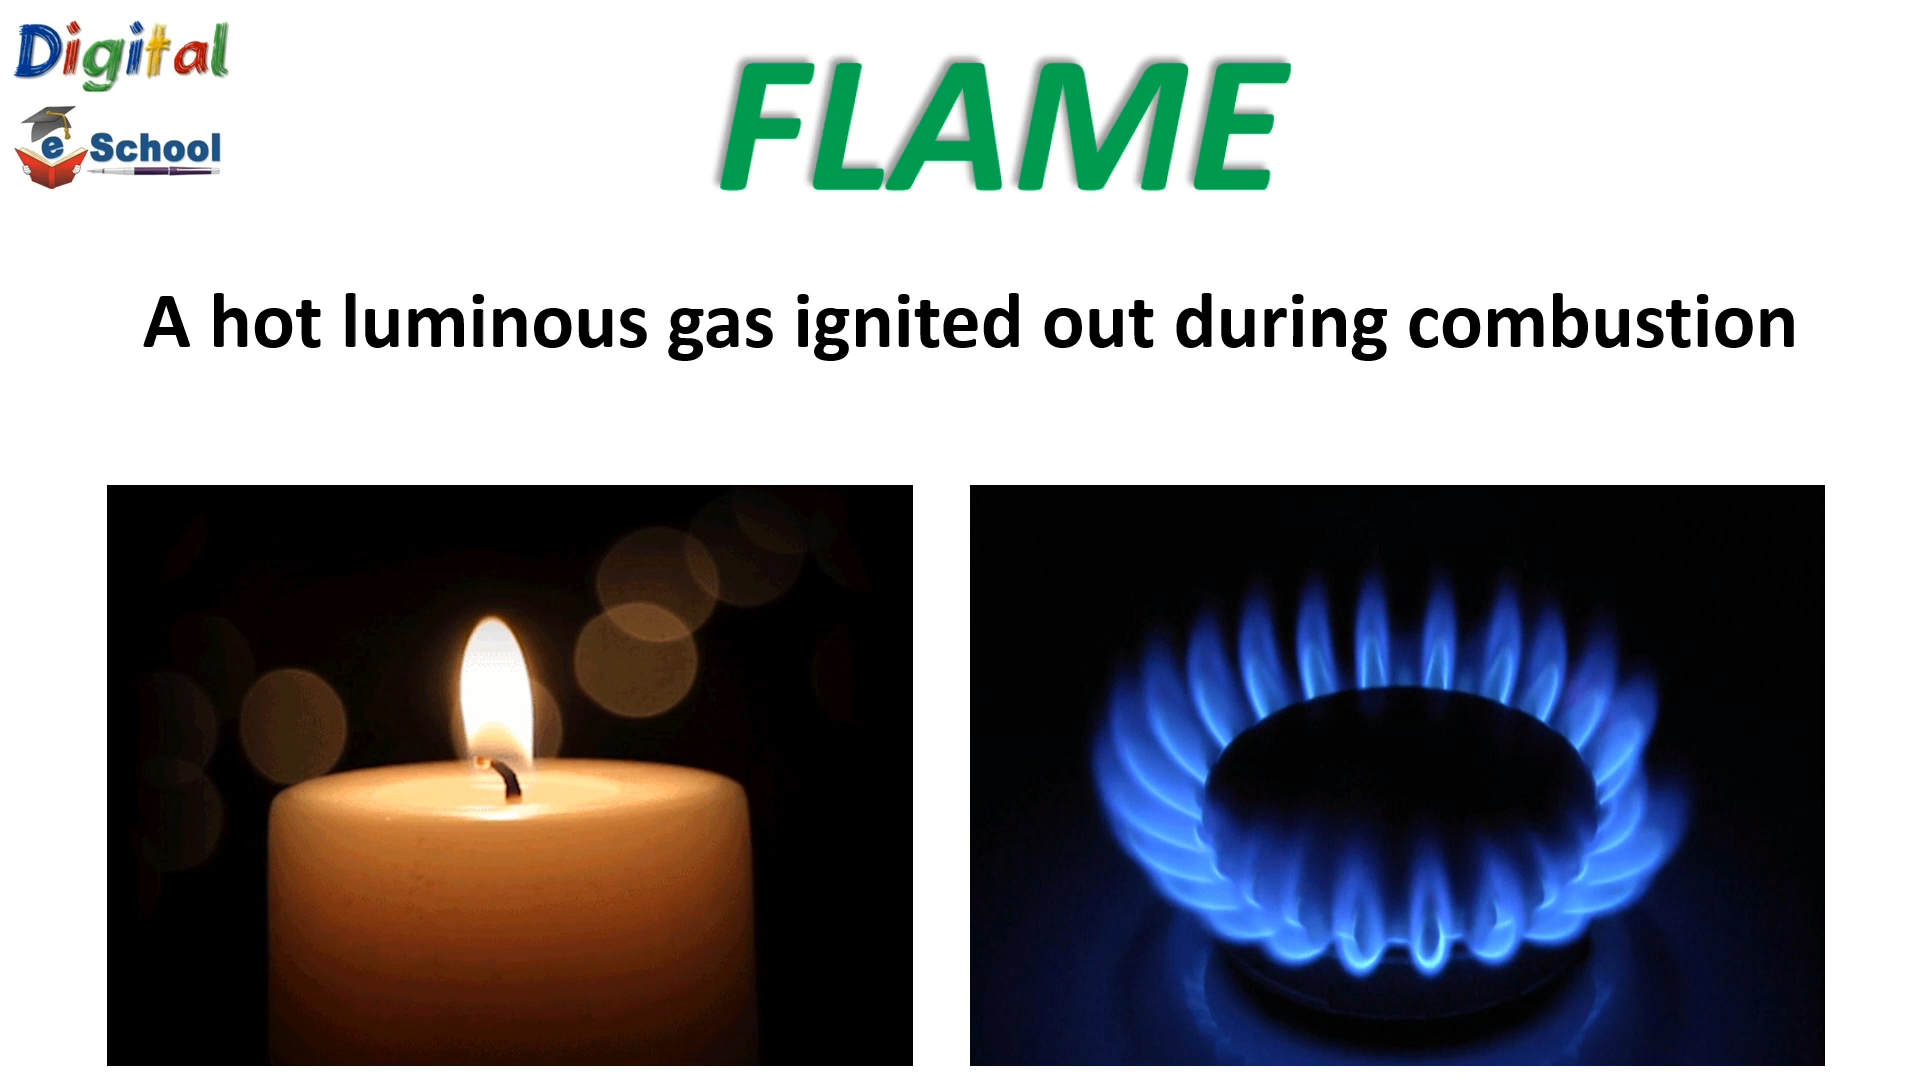 Digital
e School
FLAME
A hot luminous gas ignited out during combustion